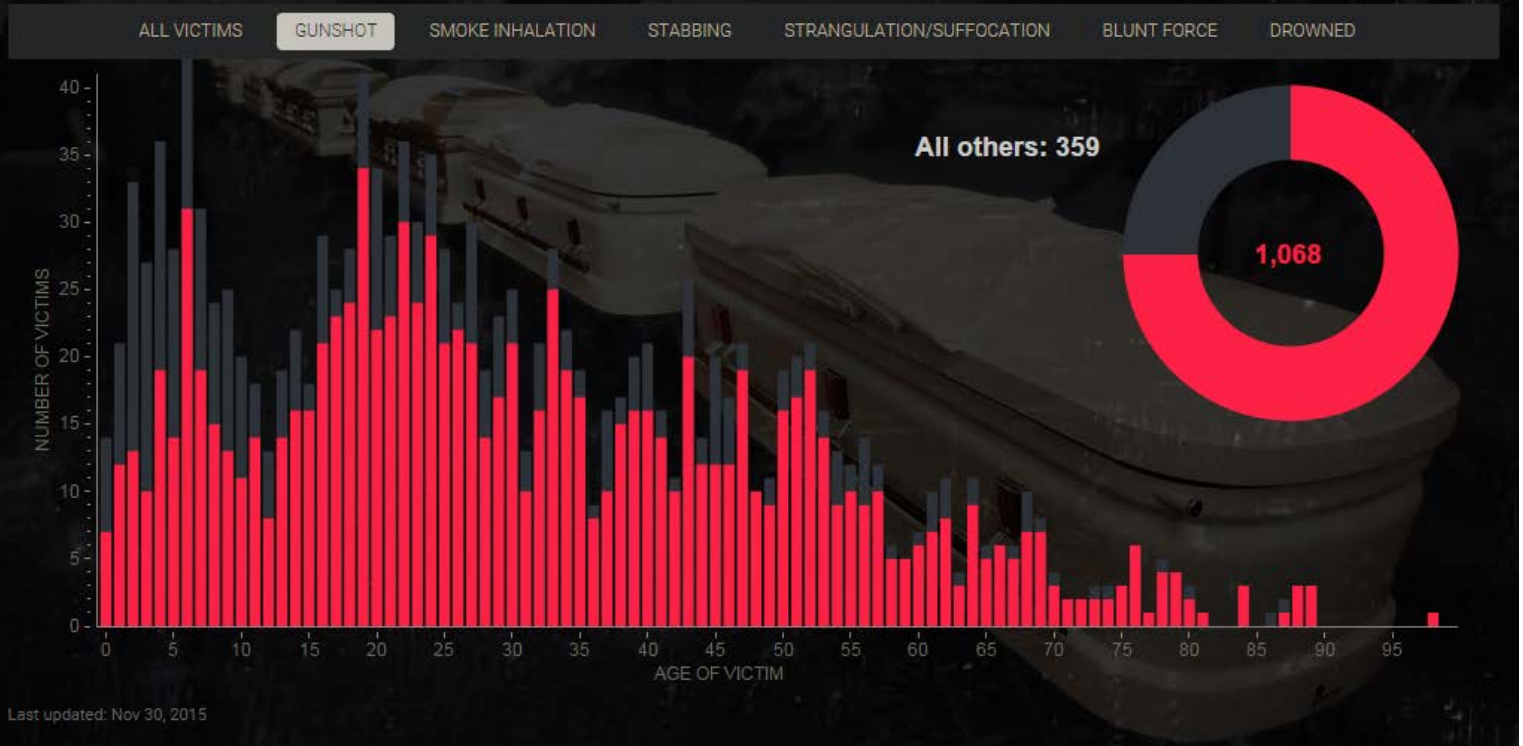 ALL VICTIMS GUNSHOT SMOKE INHALATION STABBING STRANGULATION/SUFFOCATION BLUNT FORCE DROWNED
40
35
30
25
20
15
10
5
0
NUMBER OF VICTIMS
All others: 359
1,068
0 5 10 15 20 25 30 35 40 45 50 55 60 65 70 75 80 85 90 95
AGE OF VICTIM
Last updated: Nov 30, 2015